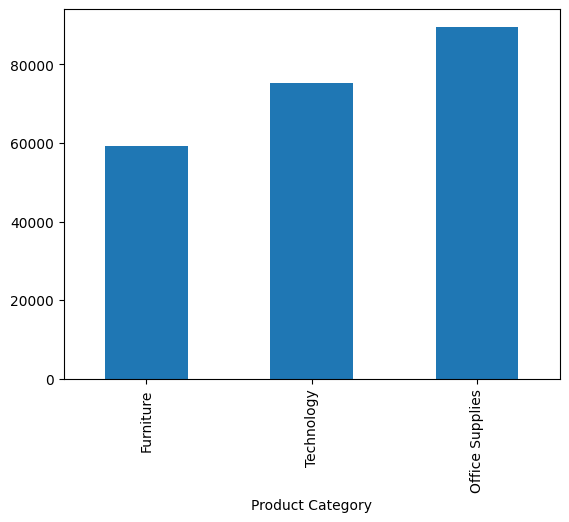 80000
60000
40000
20000
0
Furniture
Technology
Office Supplies
Product Category